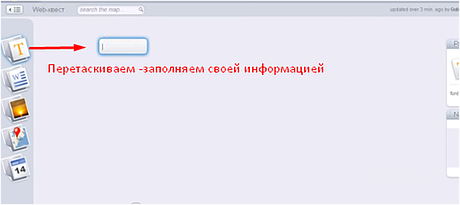 Web-квест
search the map...
updated over 3 min. ago by
T
W
Перетаскиваем -заполняем своей информацией
14